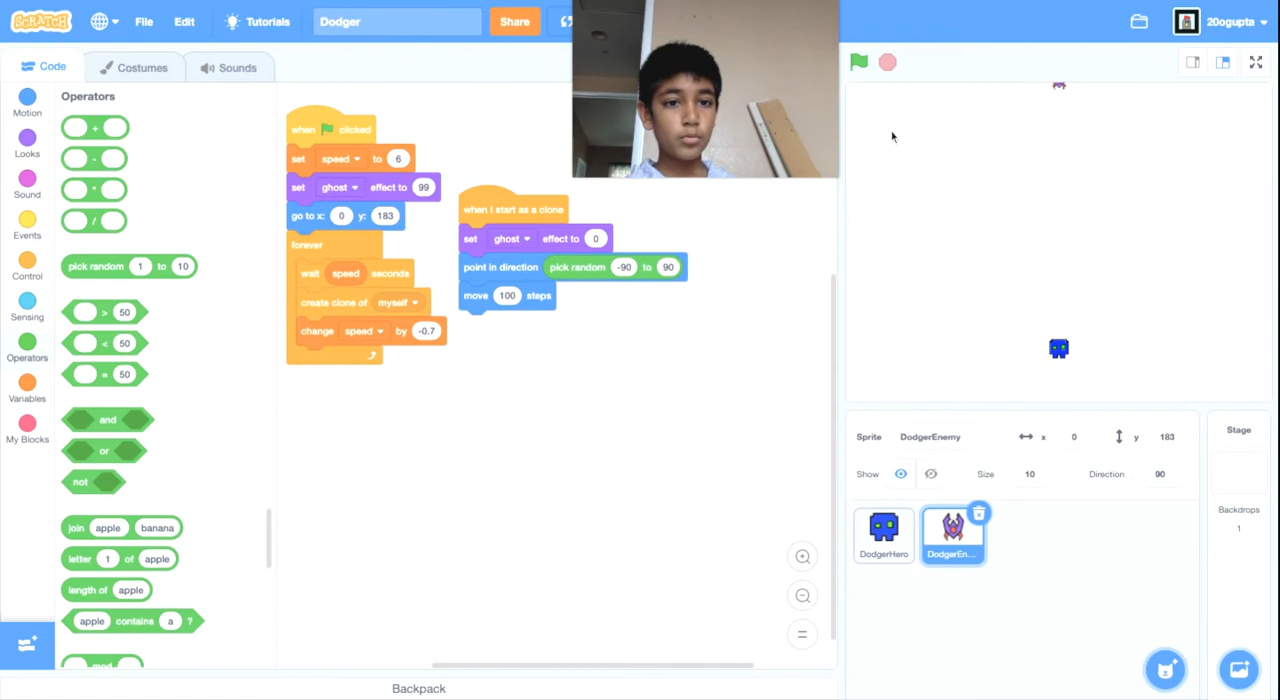 SCRATCH File Edit Tutorials Dodger Share 20ogupta
Code Costumes Sounds
Motion
Looks
Sound
Events
Control
Sensing
Operators
Variables
My Blocks
Operators
+
-
*
/
pick random 1 to 10
> 50
< 50
= 50
and
or
not
join apple banana
letter 1 of apple
length of apple
apple contains a ?
mod
when clicked
set speed to 6
set ghost effect to 99
go to x: 0 y: 183
forever
wait speed seconds
create clone of myself
change speed by -0.7
when I start as a clone
set ghost effect to 0
point in direction pick random -90 to 90
move 100 steps
Backpack
Sprite DodgerEnemy x 0 y 183
Show Size 10 Direction 90
DodgerHero
DodgerEn...
Stage
Backdrops
1